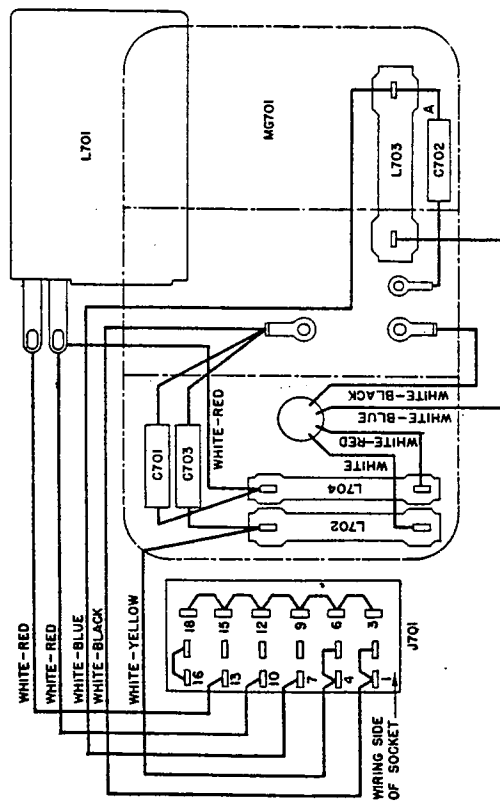 L701
MG701
L703
A
C702
C701
C703
WHITE-RED
WHITE-BLACK
WHITE-BLUE
WHITE-RED
WHITE
L704
L702
WHITE-RED
WHITE-RED
WHITE-BLUE
WHITE-BLACK
WHITE-YELLOW
18
15
12
9
6
3
16
13
10
7
4
1
J701
WIRING SIDE
OF SOCKET